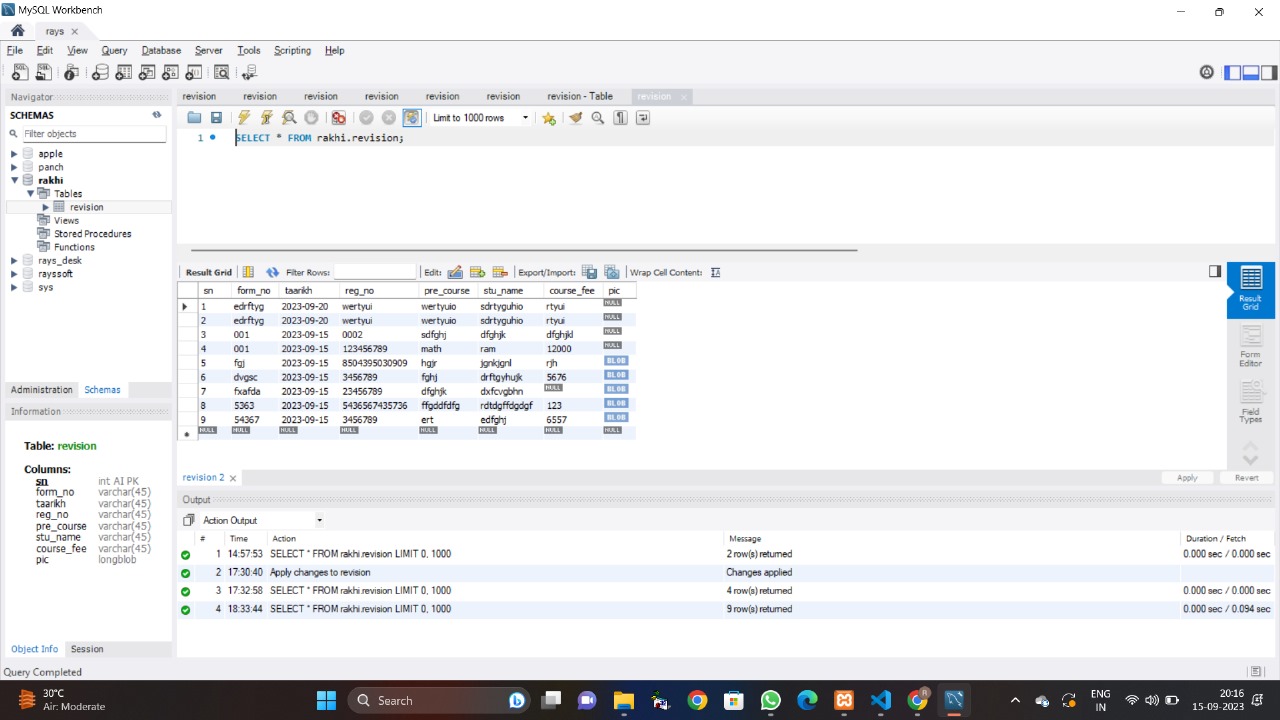 MySQL Workbench
rays
File Edit View Query Database Server Tools Scripting Help
Navigator
SCHEMAS
Filter objects
apple
panch
rakhi
Tables
revision
Views
Stored Procedures
Functions
rays_desk
rayssoft
sys
Administration Schemas
Information
Table: revision
Columns:
sn int AI PK
form_no varchar(45)
taarikh varchar(45)
reg_no varchar(45)
pre_course varchar(45)
stu_name varchar(45)
course_fee varchar(45)
pic longblob
Object Info Session
revision revision revision revision revision revision revision - Table revision
Limit to 1000 rows
1 SELECT * FROM rakhi.revision;
Result Grid Filter Rows: Edit: Export/Import: Wrap Cell Content:
sn form_no taarikh reg_no pre_course stu_name course_fee pic
1 edrftyg 2023-09-20 wertyui wertyuio sdrtyguhio rtyui NULL
2 edrftyg 2023-09-20 wertyui wertyuio sdrtyguhio rtyui NULL
3 001 2023-09-15 0002 sdfghj dfghjk dfghjkl NULL
4 001 2023-09-15 123456789 math ram 12000 NULL
5 fgj 2023-09-15 8504395030909 hgjr jgnkjgnl rjh BLOB
6 dvgsc 2023-09-15 3456789 fghj drftgyhujk 5676 BLOB
7 fxafda 2023-09-15 23456789 dfghjk dxfcvgbhn NULL BLOB
8 5363 2023-09-15 5436567435736 ffgddfdfg rdtdgffdgdgf 123 BLOB
9 54367 2023-09-15 3456789 ert edfghj 6557 BLOB
NULL NULL NULL NULL NULL NULL NULL NULL
Result Grid
Form Editor
Field Types
revision 2
Apply Revert
Output
Action Output
# Time Action Message Duration / Fetch
1 14:57:53 SELECT * FROM rakhi.revision LIMIT 0, 1000 2 row(s) returned 0.000 sec / 0.000 sec
2 17:30:40 Apply changes to revision Changes applied
3 17:32:58 SELECT * FROM rakhi.revision LIMIT 0, 1000 4 row(s) returned 0.000 sec / 0.000 sec
4 18:33:44 SELECT * FROM rakhi.revision LIMIT 0, 1000 9 row(s) returned 0.000 sec / 0.094 sec
Query Completed
30°C
Air: Moderate
Search
ENG
IN
20:16
15-09-2023